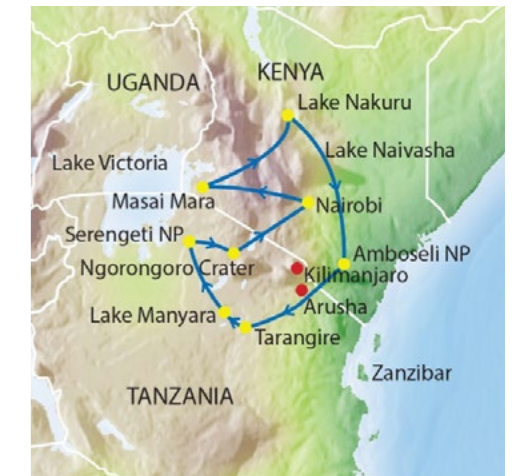 UGANDA
KENYA
Lake Nakuru
Lake Naivasha
Lake Victoria
Masai Mara
Nairobi
Serengeti NP
Ngorongoro Crater
Amboseli NP
Kilimanjaro
Lake Manyara
Arusha
Tarangire
Zanzibar
TANZANIA